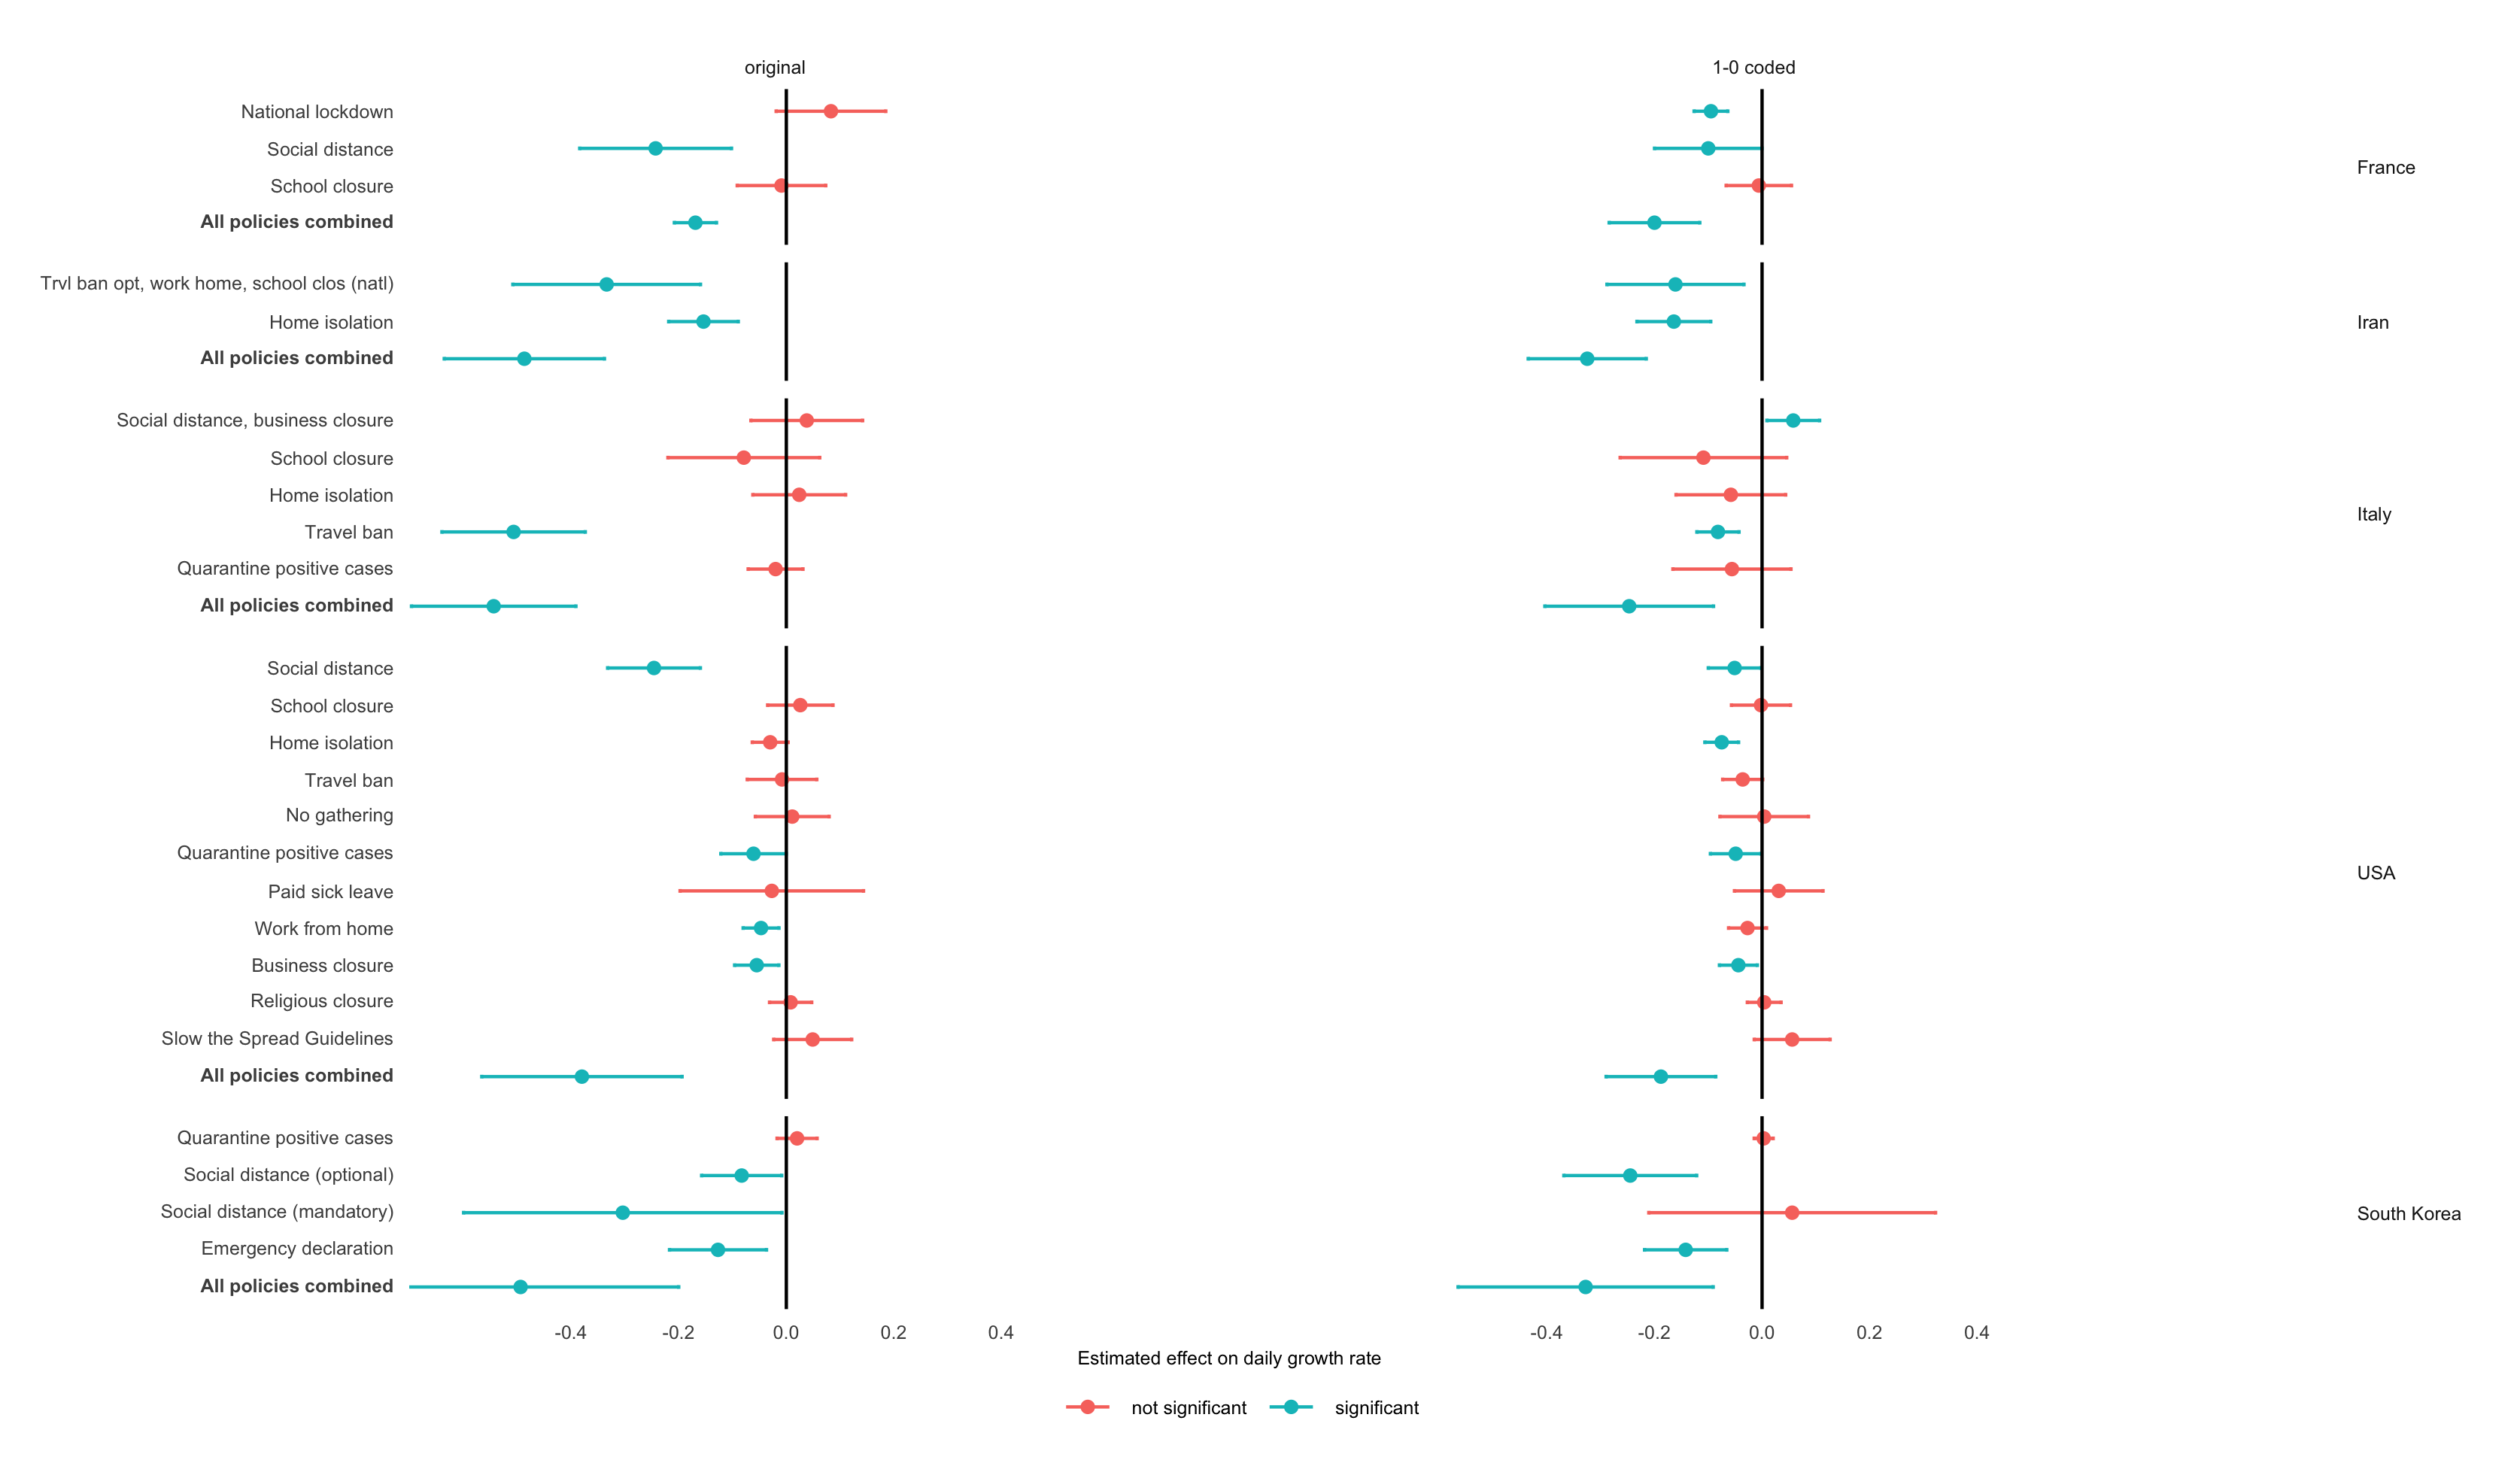 original
1-0 coded
National lockdown
Social distance
School closure
All policies combined
France
Trvl ban opt, work home, school clos (natl)
Home isolation
All policies combined
Iran
Social distance, business closure
School closure
Home isolation
Travel ban
Quarantine positive cases
All policies combined
Italy
Social distance
School closure
Home isolation
Travel ban
No gathering
Quarantine positive cases
Paid sick leave
Work from home
Business closure
Religious closure
Slow the Spread Guidelines
All policies combined
USA
Quarantine positive cases
Social distance (optional)
Social distance (mandatory)
Emergency declaration
All policies combined
South Korea
-0.4 -0.2 0.0 0.2 0.4
-0.4 -0.2 0.0 0.2 0.4
Estimated effect on daily growth rate
not significant significant